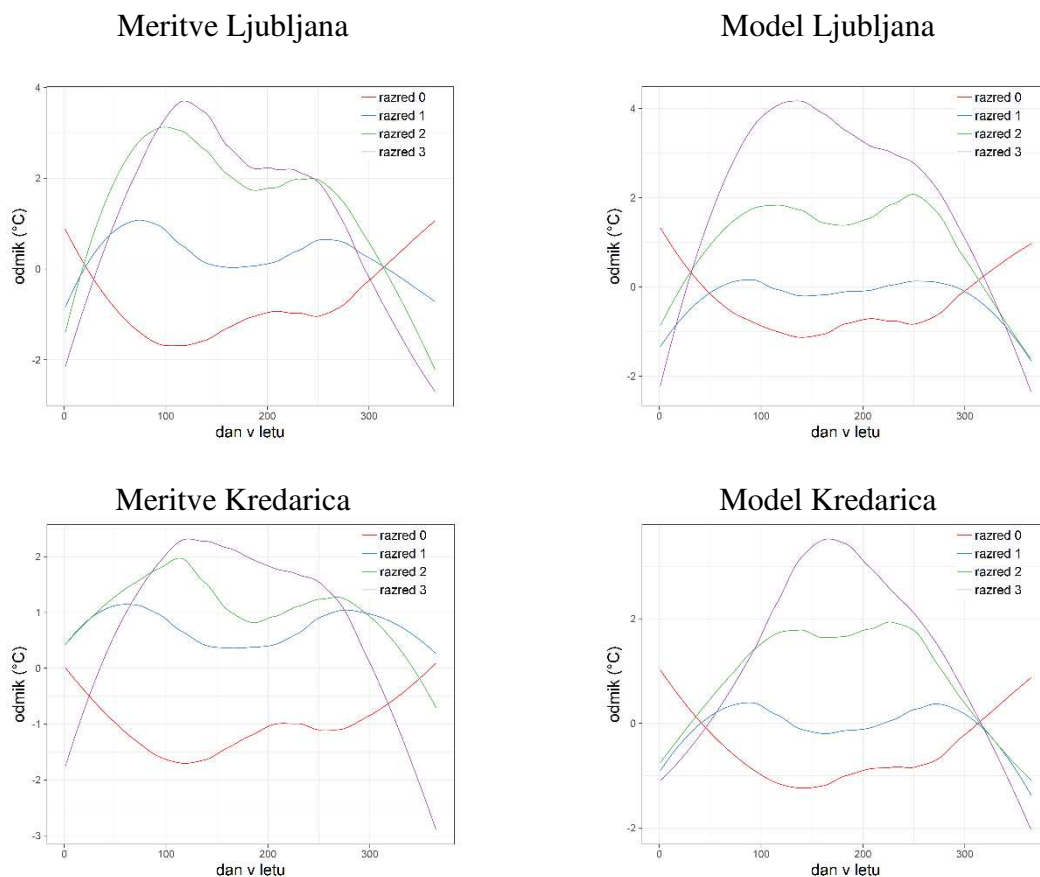 Meritve Ljubljana
4
2
0
-2
0
100
200
300
odmik (°C)
dan v letu
razred 0
razred 1
razred 2
razred 3
Model Ljubljana
4
2
0
-2
0
100
200
300
odmik (°C)
dan v letu
razred 0
razred 1
razred 2
razred 3
Meritve Kredarica
2
1
0
-1
-2
-3
0
100
200
300
odmik (°C)
dan v letu
razred 0
razred 1
razred 2
razred 3
Model Kredarica
2
0
-2
0
100
200
300
odmik (°C)
dan v letu
razred 0
razred 1
razred 2
razred 3